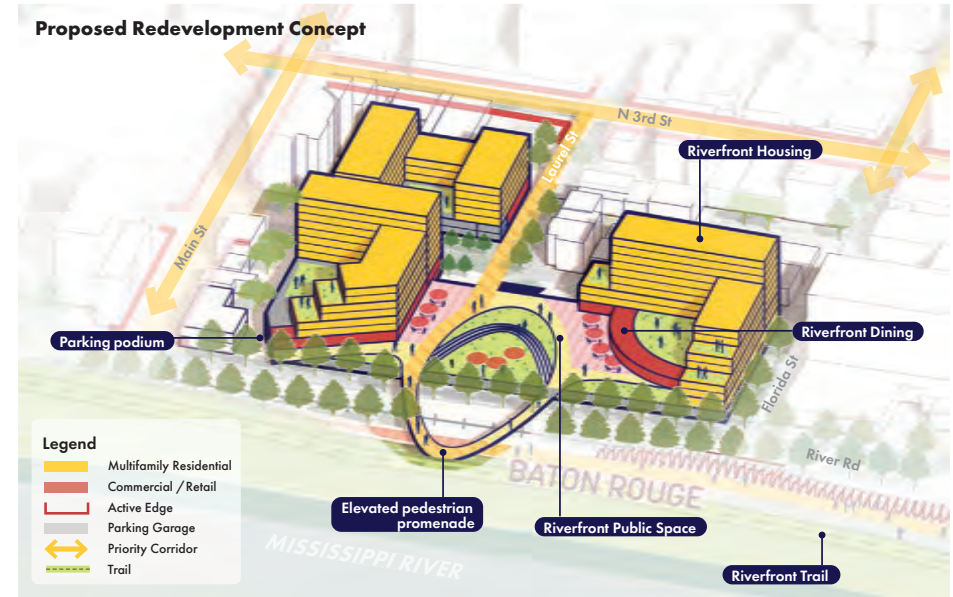 Proposed Redevelopment Concept
N 3rd St
Laurel St
Riverfront Housing
Main St
Parking podium
Riverfront Dining
Florida St
River Rd
BATON ROUGE
Elevated pedestrian
promenade
Riverfront Public Space
MISSISSIPPI RIVER
Riverfront Trail
Legend
Multifamily Residential
Commercial / Retail
Active Edge
Parking Garage
Priority Corridor
Trail